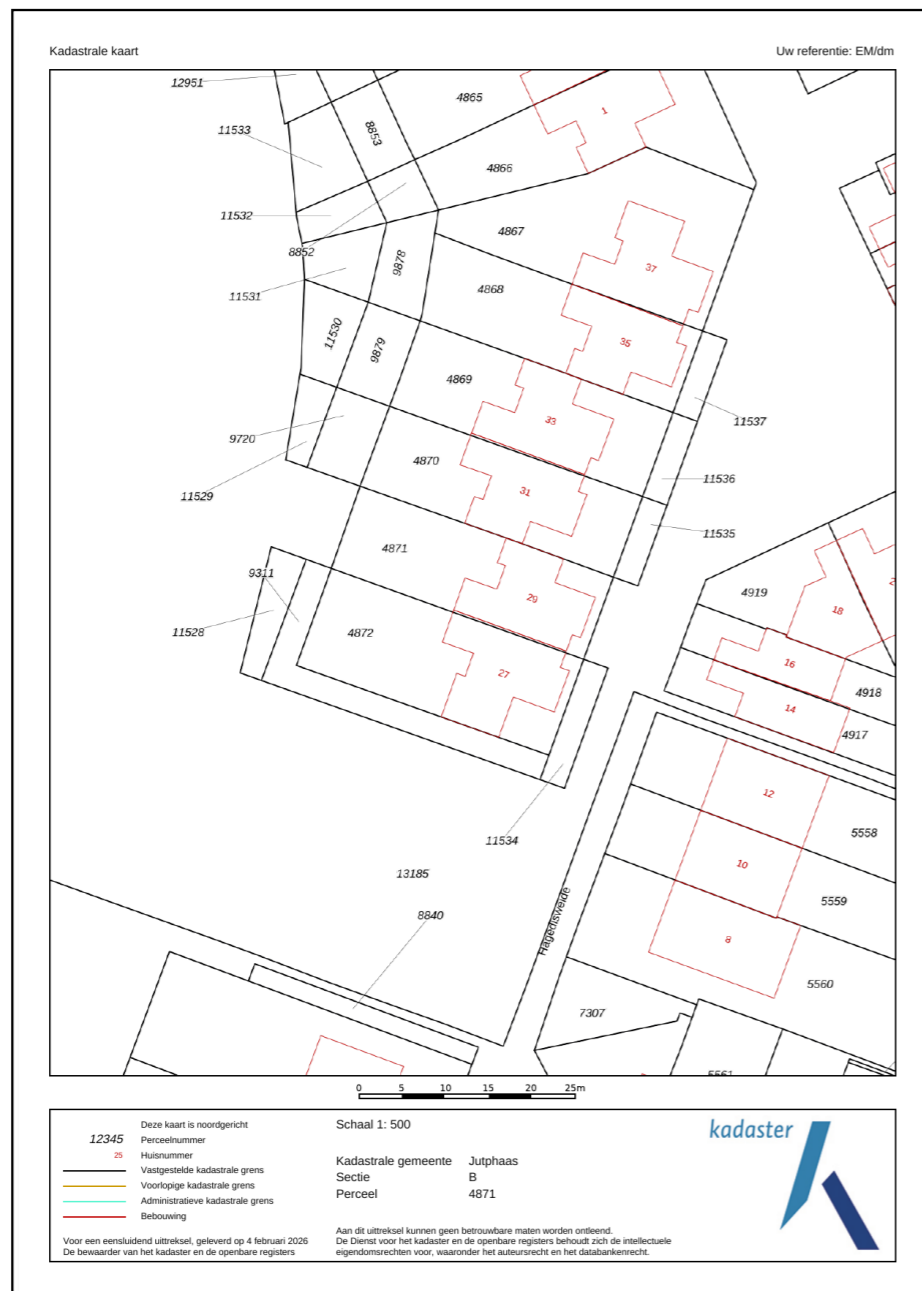 Kadastrale kaart
Uw referentie: EM/dm
12951
4865
1
11533
8853
4866
11532
8852
4867
9878
37
11531
4868
11530
9879
35
4869
33
11537
9720
4870
31
11536
11529
11535
4871
9311
29
4919
18
2
11528
4872
27
16
4918
14
4917
12
5558
11534
10
13185
5559
8840
Hagedisweide
8
5560
7307
5561
0 5 10 15 20 25m
Deze kaart is noordgericht
12345 Perceelnummer
25 Huisnummer
Vastgestelde kadastrale grens
Voorlopige kadastrale grens
Administratieve kadastrale grens
Bebouwing
Voor een eensluidend uittreksel, geleverd op 4 februari 2026
De bewaarder van het kadaster en de openbare registers
Schaal 1: 500
Kadastrale gemeente Jutphaas
Sectie B
Perceel 4871
Aan dit uittreksel kunnen geen betrouwbare maten worden ontleend.
De Dienst voor het kadaster en de openbare registers behoudt zich de intellectuele
eigendomsrechten voor, waaronder het auteursrecht en het databankenrecht.
kadaster